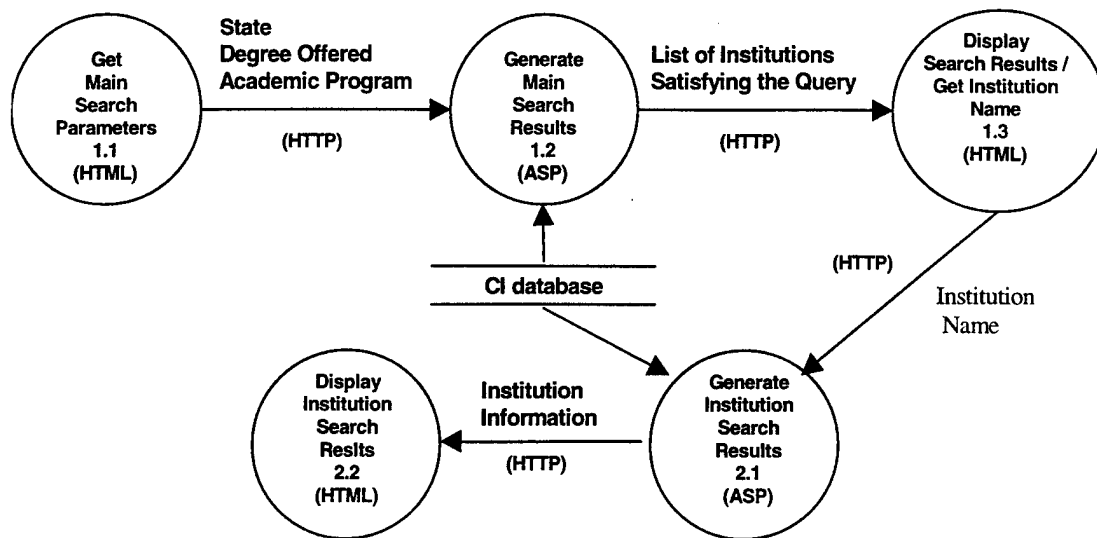 Get
Main
Search
Parameters
1.1
(HTML)
State
Degree Offered
Academic Program
(HTTP)
Generate
Main
Search
Results
1.2
(ASP)
List of Institutions
Satisfying the Query
(HTTP)
Display
Search Results /
Get Institution
Name
1.3
(HTML)
(HTTP)
Institution
Name
CI database
Generate
Institution
Search
Results
2.1
(ASP)
Institution
Information
(HTTP)
Display
Institution
Search
Reslts
2.2
(HTML)